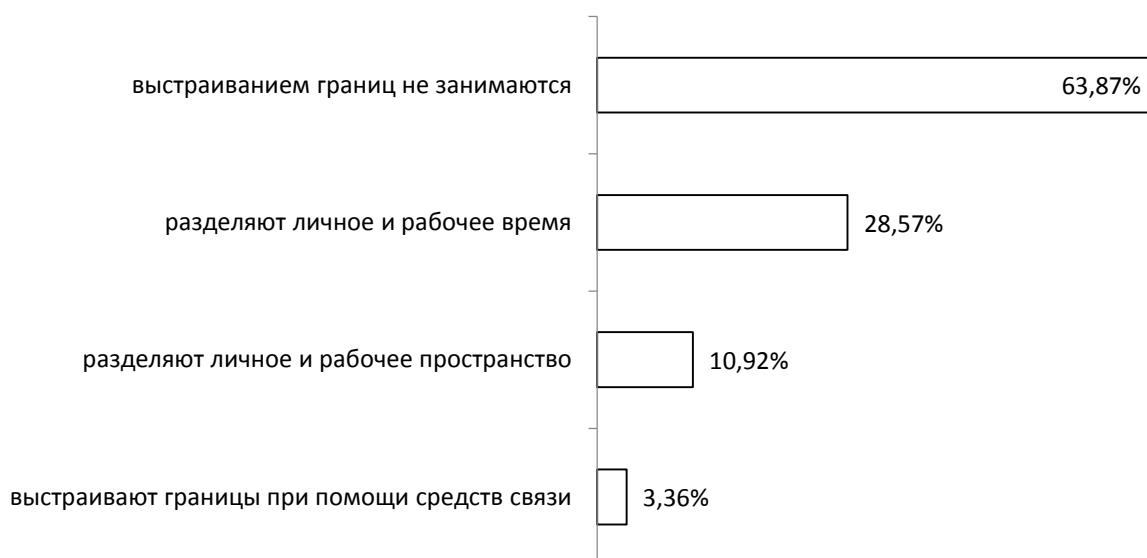 выстраиванием границ не занимаются
63,87%
разделяют личное и рабочее время
28,57%
разделяют личное и рабочее пространство
10,92%
выстраивают границы при помощи средств связи
3,36%